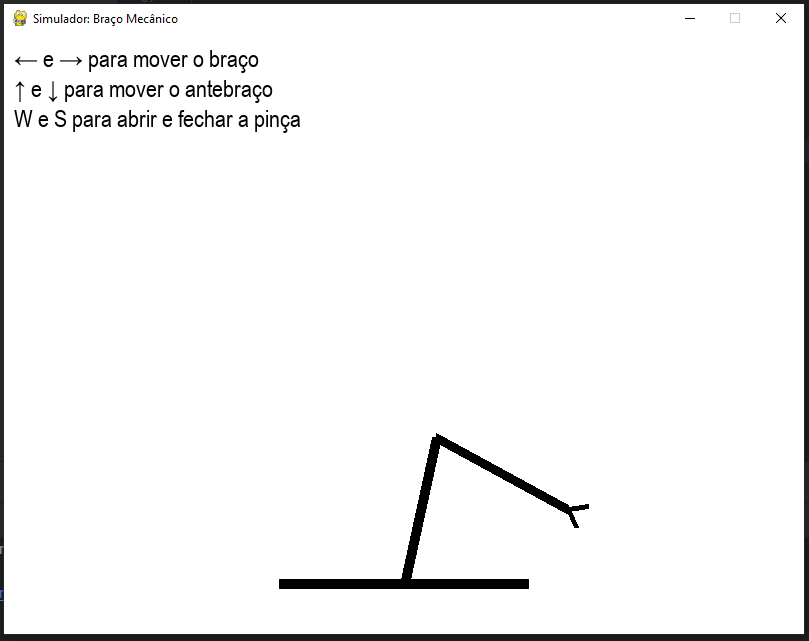 Simulador: Braço Mecânico
← e → para mover o braço
↑ e ↓ para mover o antebraço
W e S para abrir e fechar a pinça